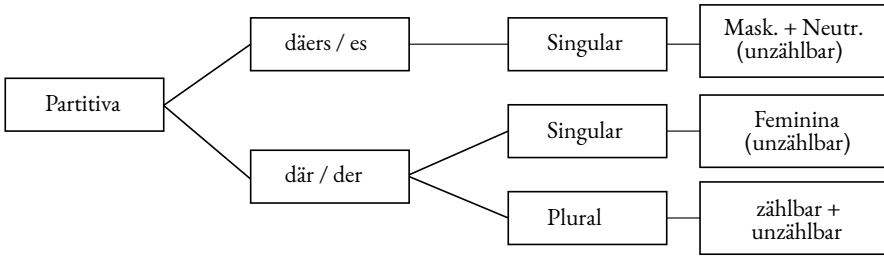 Partitiva
däers / es
Singular
Mask. + Neutr.
(unzählbar)
där / der
Singular
Feminina
(unzählbar)
Plural
zählbar +
unzählbar